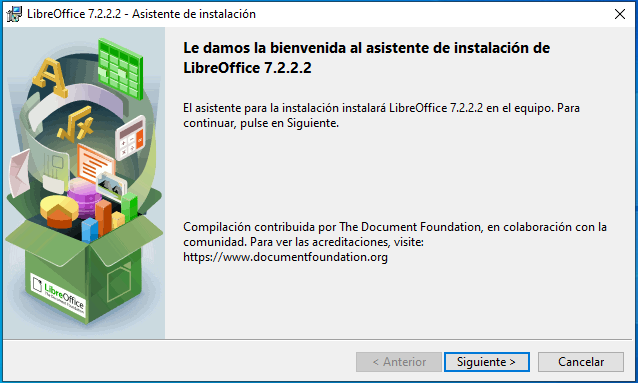 LibreOffice 7.2.2.2 - Asistente de instalación
Le damos la bienvenida al asistente de instalación de
LibreOffice 7.2.2.2
El asistente para la instalación instalará LibreOffice 7.2.2.2 en el equipo. Para
continuar, pulse en Siguiente.
Compilación contribuida por The Document Foundation, en colaboración con la
comunidad. Para ver las acreditaciones, visite:
https://www.documentfoundation.org
LibreOffice
The Document Foundation
< Anterior
Siguiente >
Cancelar